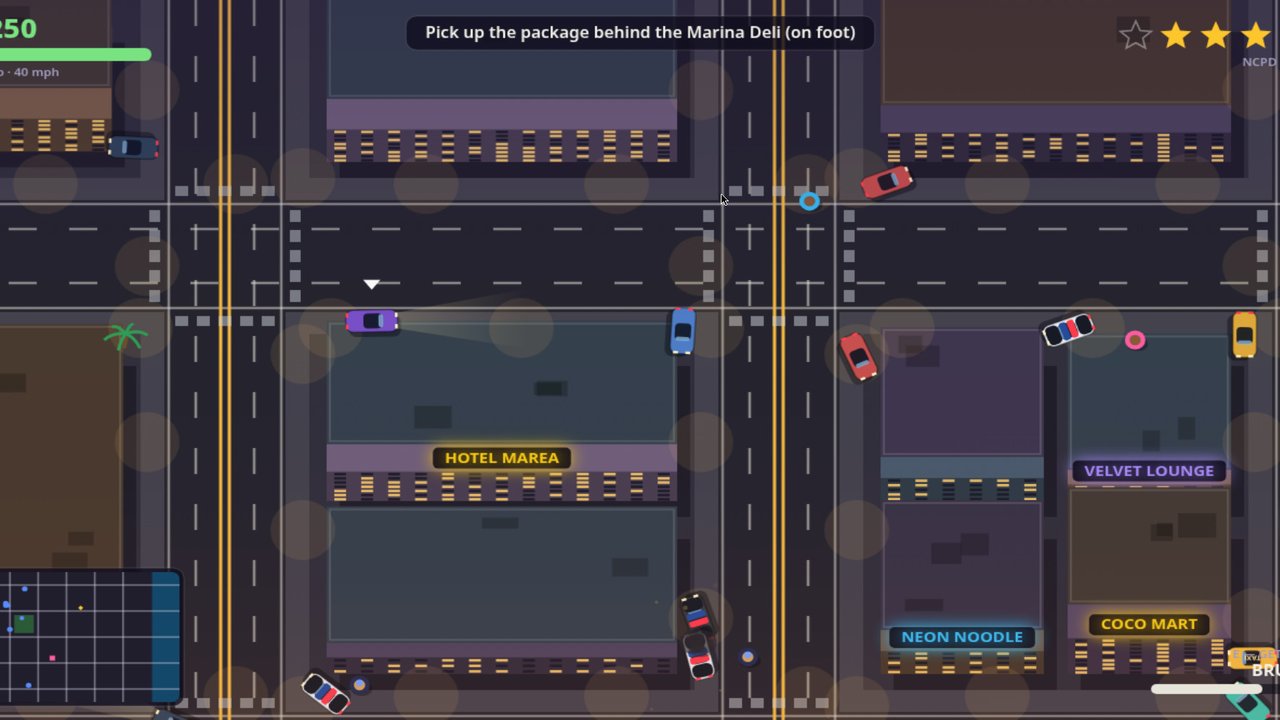 250
Pick up the package behind the Marina Deli (on foot)
· 40 mph
NCPD
HOTEL MAREA
VELVET LOUNGE
COCO MART
NEON NOODLE
TAXI